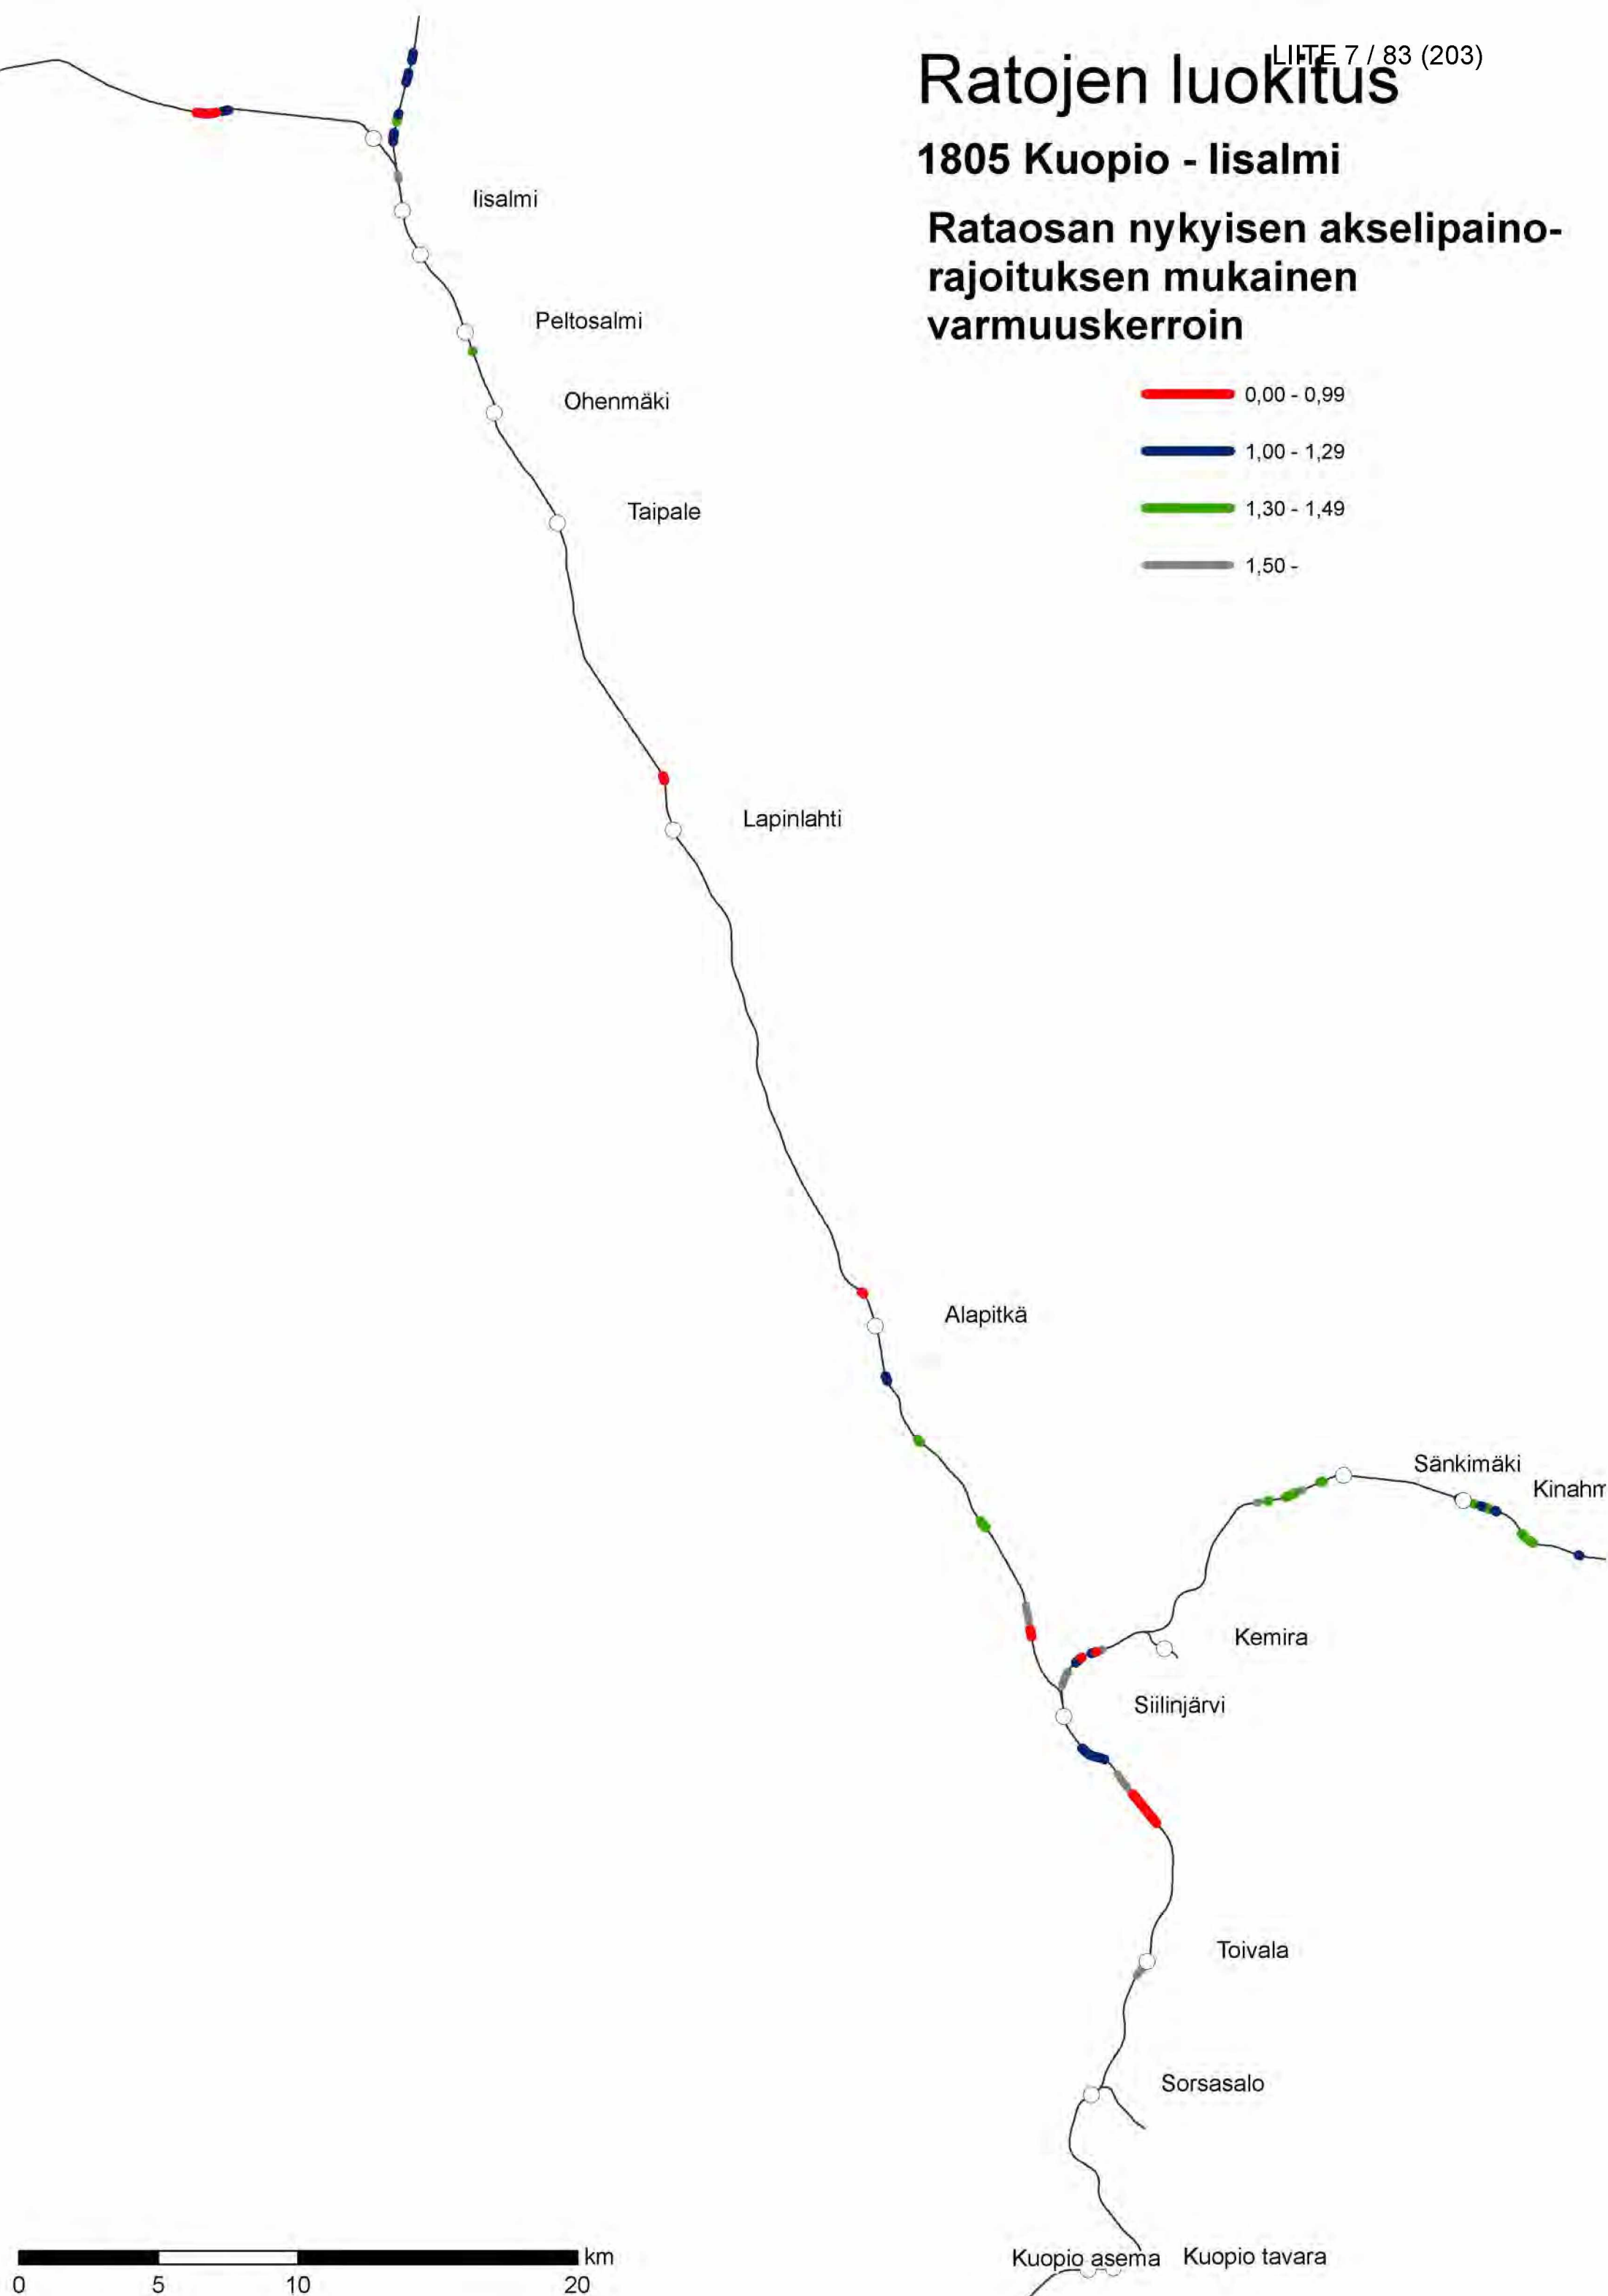 LIITE 7 / 83 (203)
Ratojen luokitus
1805 Kuopio - Iisalmi
Rataosan nykyisen akselipaino-
rajoituksen mukainen
varmuuskerroin
0,00 - 0,99
1,00 - 1,29
1,30 - 1,49
1,50 -
Iisalmi
Peltosalmi
Ohenmäki
Taipale
Lapinlahti
Alapitkä
Sänkimäki
Kinahm
Kemira
Siilinjärvi
Toivala
Sorsasalo
Kuopio asema
Kuopio tavara
km
0 5 10 20